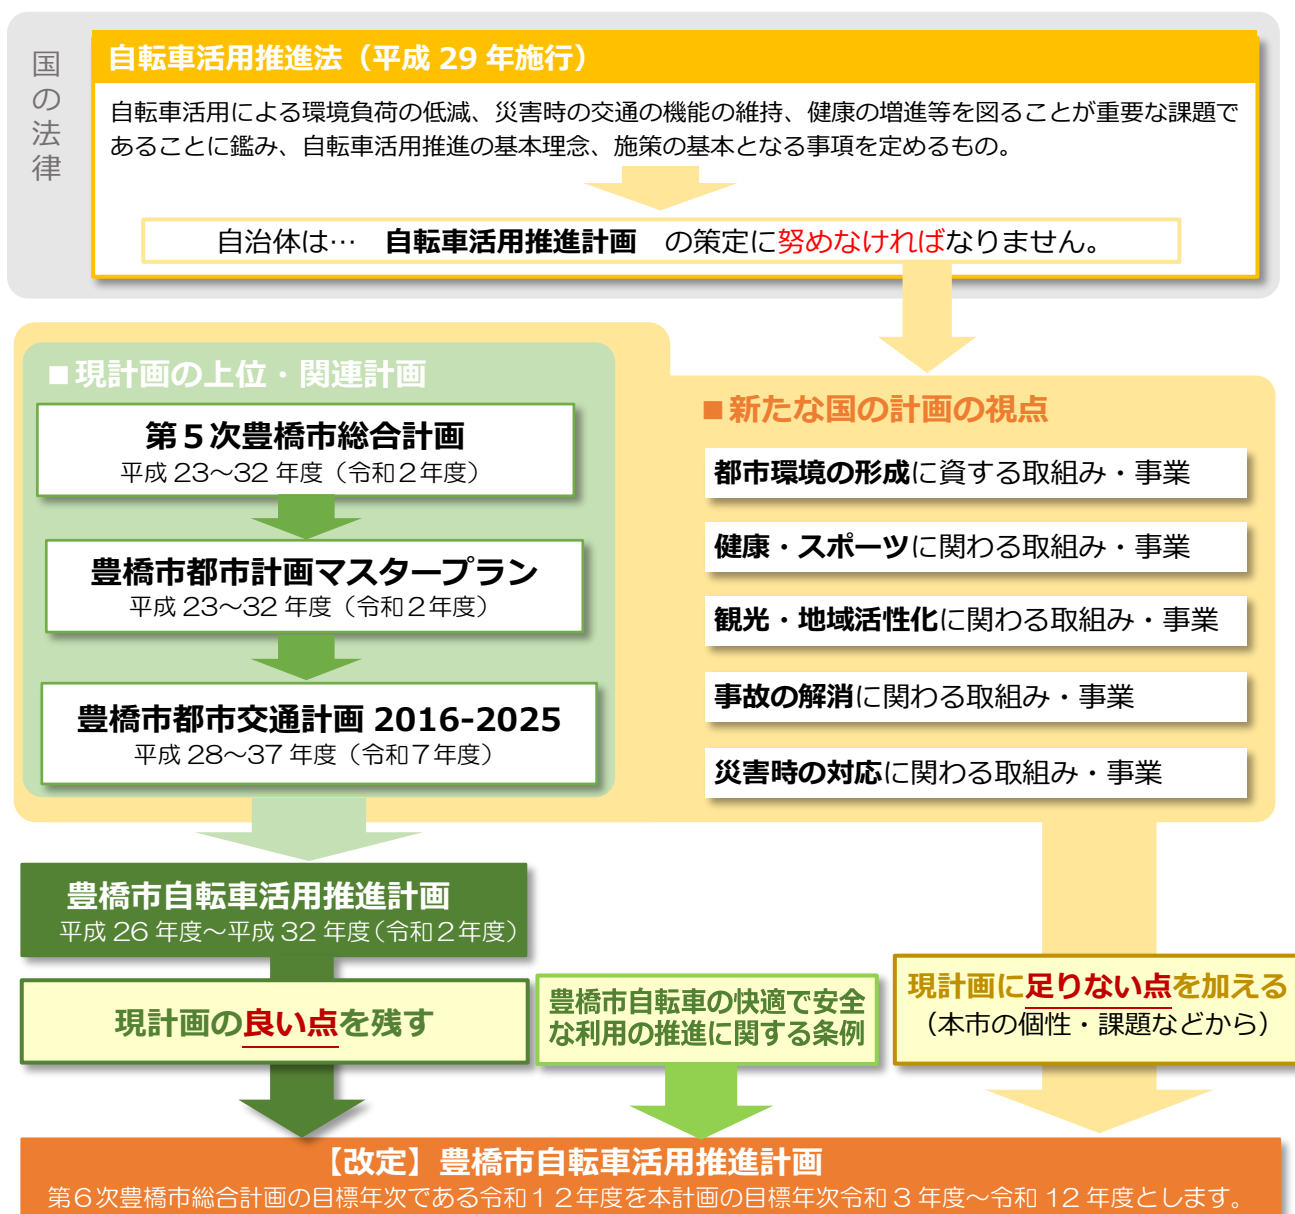 国の法律
自転車活用推進法（平成 29 年施行）
自転車活用による環境負荷の低減、災害時の交通の機能の維持、健康の増進等を図ることが重要な課題で
あることに鑑み、自転車活用推進の基本理念、施策の基本となる事項を定めるもの。
自治体は… 自転車活用推進計画 の策定に努めなければなりません。
■現計画の上位・関連計画
第５次豊橋市総合計画
平成 23～32 年度（令和２年度）
豊橋市都市計画マスタープラン
平成 23～32 年度（令和２年度）
豊橋市都市交通計画 2016-2025
平成 28～37 年度（令和７年度）
■新たな国の計画の視点
都市環境の形成に資する取組み・事業
健康・スポーツに関わる取組み・事業
観光・地域活性化に関わる取組み・事業
事故の解消に関わる取組み・事業
災害時の対応に関わる取組み・事業
豊橋市自転車活用推進計画
平成 26 年度～平成 32 年度（令和２年度）
現計画の良い点を残す
豊橋市自転車の快適で安全
な利用の推進に関する条例
現計画に足りない点を加える
（本市の個性・課題などから）
【改定】豊橋市自転車活用推進計画
第６次豊橋市総合計画の目標年次である令和１２年度を本計画の目標年次令和 3 年度～令和 12 年度とします。